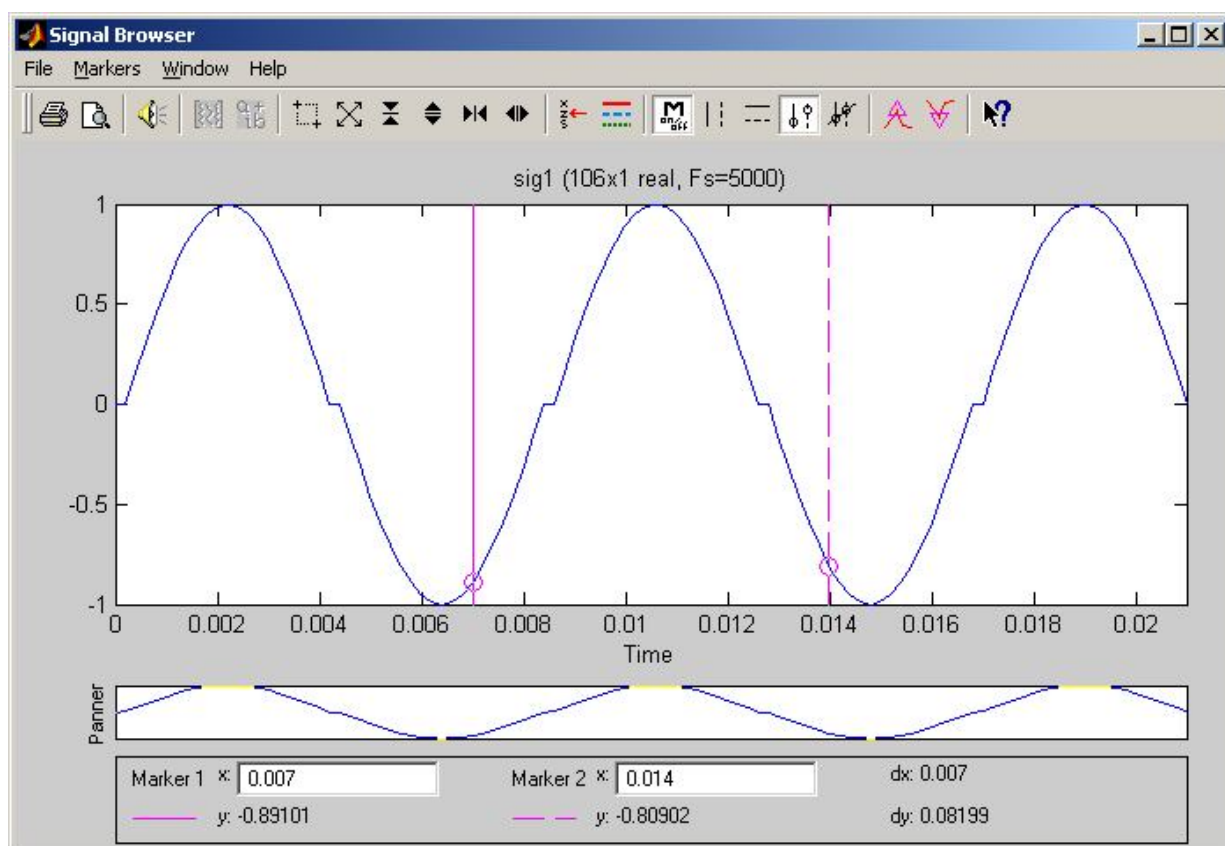 Signal Browser
File Markers Window Help
M
on/off
sig1 (106x1 real, Fs=5000)
1
0.5
0
-0.5
-1
0 0.002 0.004 0.006 0.008 0.01 0.012 0.014 0.016 0.018 0.02
Time
Panner
Marker 1 x: 0.007 Marker 2 x: 0.014 dx: 0.007
y: -0.89101 y: -0.80902 dy: 0.08199